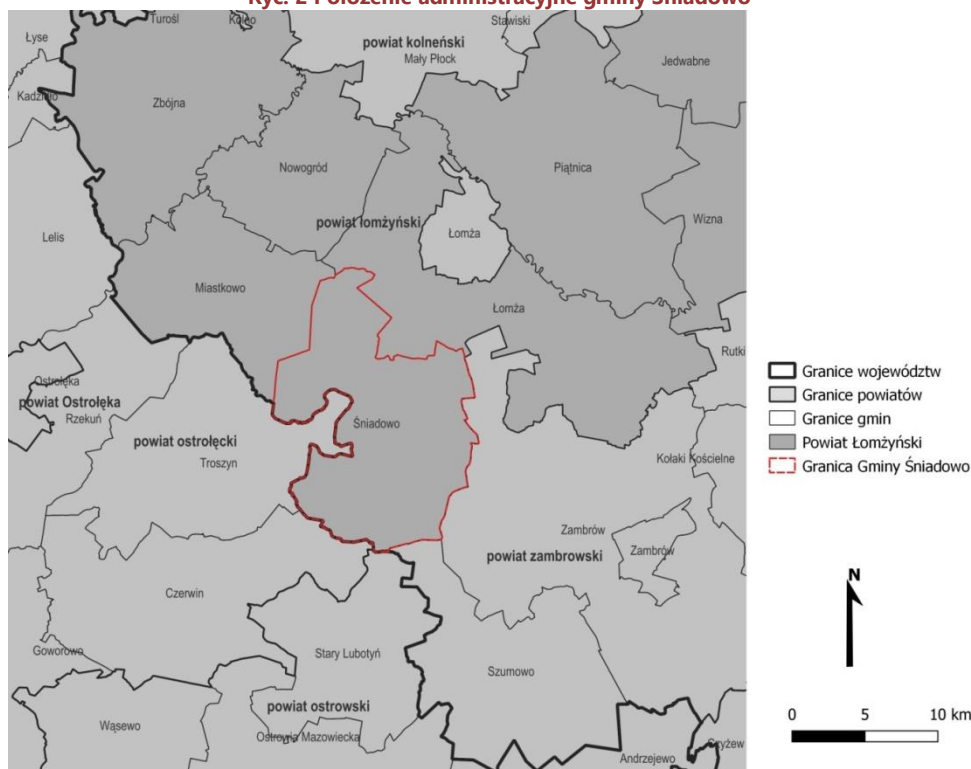 Ryc. 2 Położenie administracyjne gminy Śniadowo
Turośl
Kolno
Stawiski
Łyse
powiat kolneński
Mały Płock
Jedwabne
Kadzidło
Zbójna
Nowogród
Piątnica
powiat łomżyński
Łomża
Wizna
Lelis
Miastkowo
Łomża
Rutki
Ostrołęka
powiat Ostrołęka
Rzekuń
powiat ostrołęcki
Troszyn
Śniadowo
Kołaki Kościelne
Zambrów
powiat zambrowski
Zambrów
Czerwin
Goworowo
Stary Lubotyń
Szumowo
powiat ostrowski
Wąsewo
Ostrowia Mazowiecka
Andrzejewo
Czyżew
Granice województw
Granice powiatów
Granice gmin
Powiat Łomżyński
Granica Gminy Śniadowo
N
0 5 10 km